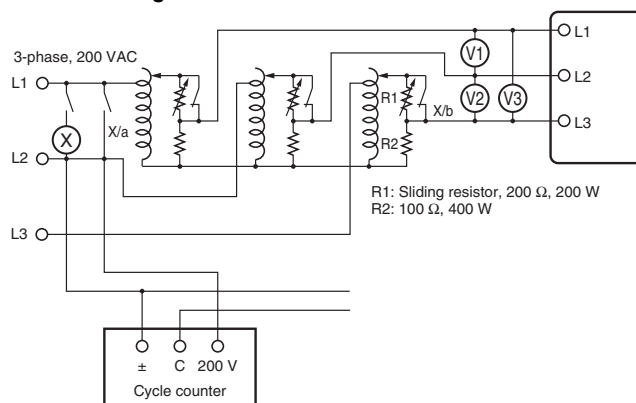 3-phase, 200 VAC
L1
L2
L3
X
X/a
R1
R2
X/b
V1
V2
V3
L1
L2
L3
R1: Sliding resistor, 200 Ω, 200 W
R2: 100 Ω, 400 W
± C 200 V
Cycle counter